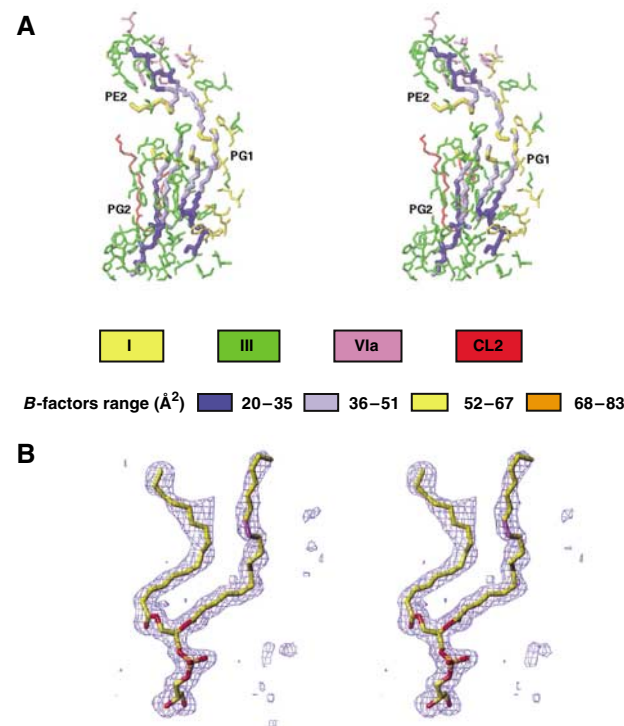 A
PE2
PG1
PG2
PE2
PG1
PG2
I
III
VIa
CL2
B-factors range (Å²)
20–35
36–51
52–67
68–83
B